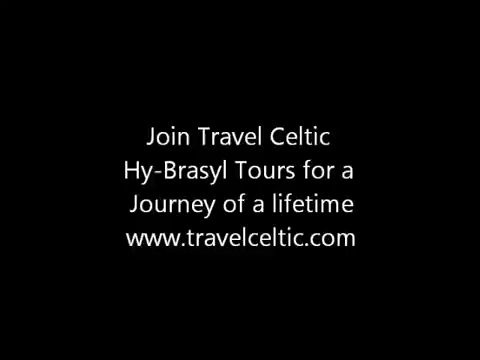 Join Travel Celtic
Hy-Brasyl Tours for a
Journey of a lifetime
www.travelceltic.com